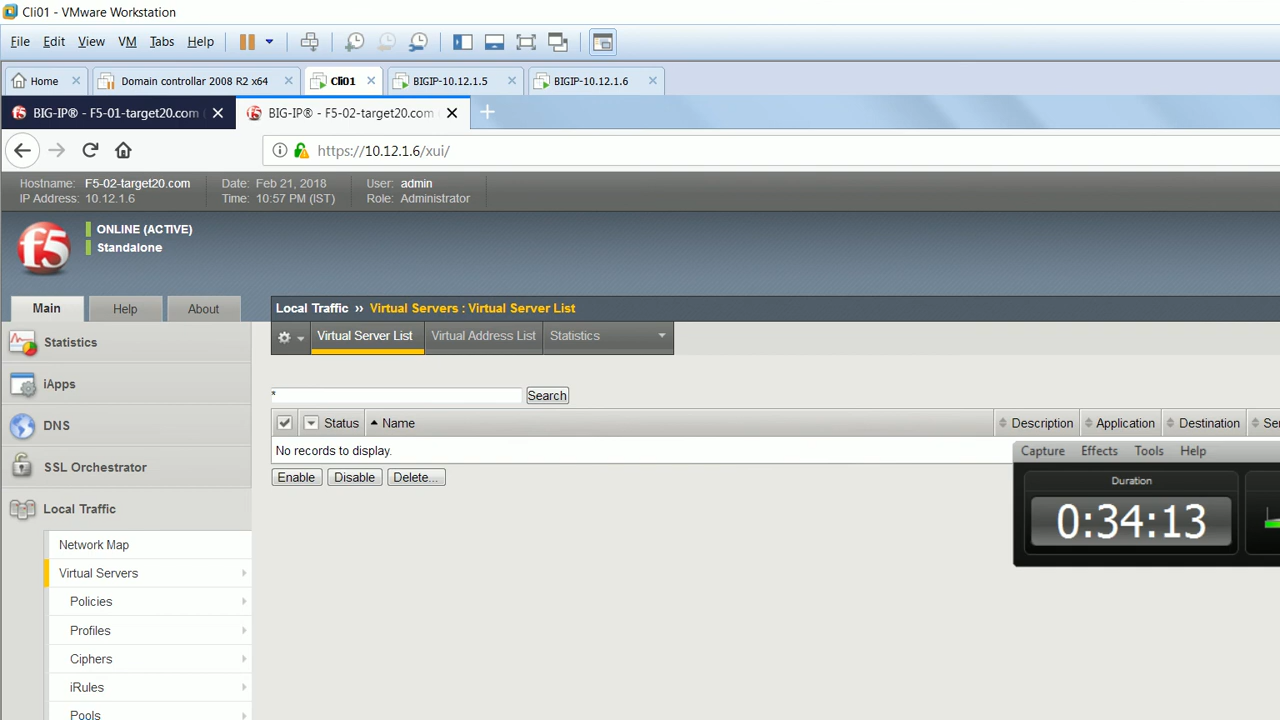 Cli01 - VMware Workstation
File Edit View VM Tabs Help
Home Domain controllar 2008 R2 x64 Cli01 BIGIP-10.12.1.5 BIGIP-10.12.1.6
BIG-IP® - F5-01-target20.com BIG-IP® - F5-02-target20.com
https://10.12.1.6/xui/
Hostname: F5-02-target20.com Date: Feb 21, 2018 User: admin
IP Address: 10.12.1.6 Time: 10:57 PM (IST) Role: Administrator
f5
ONLINE (ACTIVE)
Standalone
Main Help About
Local Traffic ›› Virtual Servers : Virtual Server List
Virtual Server List Virtual Address List Statistics
Statistics
iApps
DNS
SSL Orchestrator
Local Traffic
Network Map
Virtual Servers
Policies
Profiles
Ciphers
iRules
Pools
* Search
Status Name Description Application Destination Ser
No records to display.
Enable Disable Delete...
Capture Effects Tools Help
Duration
0:34:13